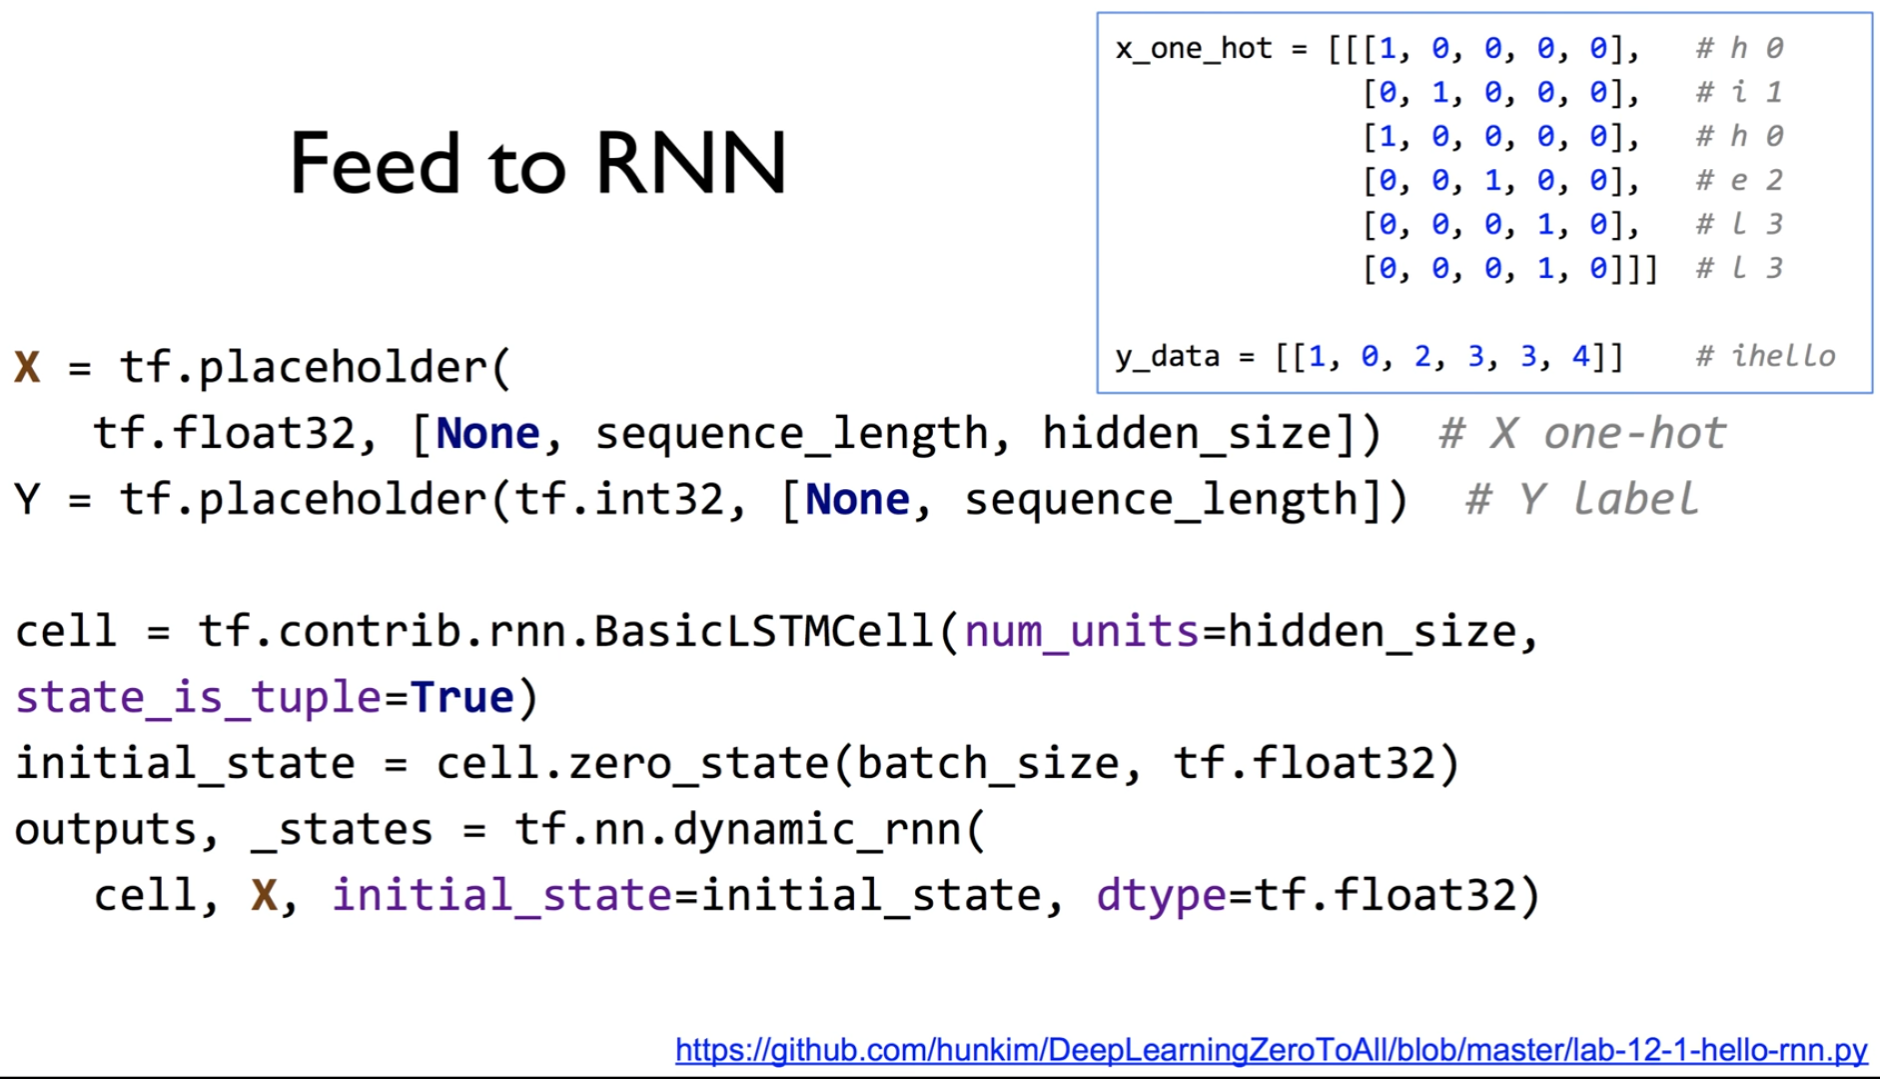 Feed to RNN
x_one_hot = [[[1, 0, 0, 0, 0],   # h 0
[0, 1, 0, 0, 0],   # i 1
[1, 0, 0, 0, 0],   # h 0
[0, 0, 1, 0, 0],   # e 2
[0, 0, 0, 1, 0],   # l 3
[0, 0, 0, 1, 0]]]  # l 3
y_data = [[1, 0, 2, 3, 3, 4]]    # ihello
X = tf.placeholder(
tf.float32, [None, sequence_length, hidden_size])  # X one-hot
Y = tf.placeholder(tf.int32, [None, sequence_length])  # Y label
cell = tf.contrib.rnn.BasicLSTMCell(num_units=hidden_size,
state_is_tuple=True)
initial_state = cell.zero_state(batch_size, tf.float32)
outputs, _states = tf.nn.dynamic_rnn(
cell, X, initial_state=initial_state, dtype=tf.float32)
https://github.com/hunkim/DeepLearningZeroToAll/blob/master/lab-12-1-hello-rnn.py